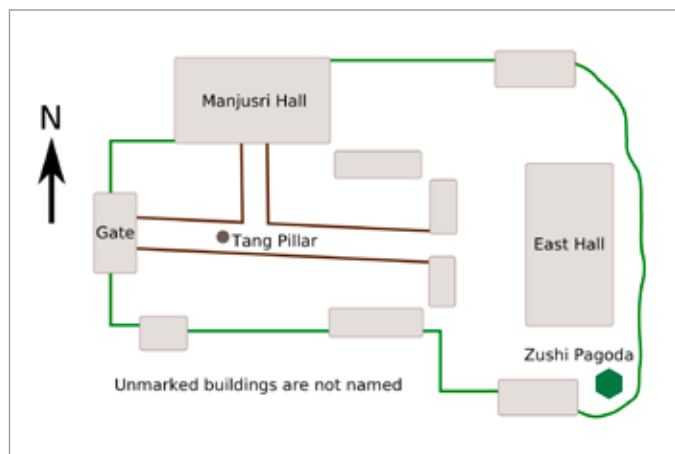 Manjusri Hall
N
Gate
Tang Pillar
East Hall
Zushi Pagoda
Unmarked buildings are not named